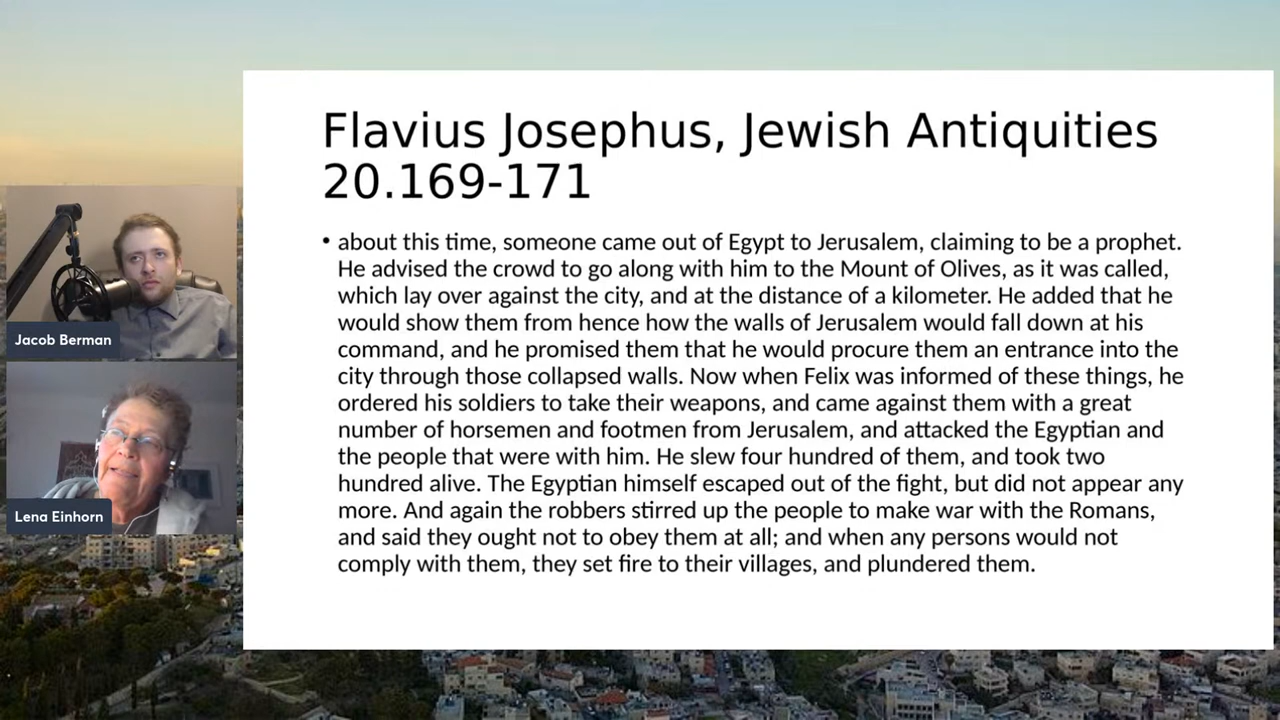 Flavius Josephus, Jewish Antiquities
20.169-171
• about this time, someone came out of Egypt to Jerusalem, claiming to be a prophet.
He advised the crowd to go along with him to the Mount of Olives, as it was called,
which lay over against the city, and at the distance of a kilometer. He added that he
would show them from hence how the walls of Jerusalem would fall down at his
command, and he promised them that he would procure them an entrance into the
city through those collapsed walls. Now when Felix was informed of these things, he
ordered his soldiers to take their weapons, and came against them with a great
number of horsemen and footmen from Jerusalem, and attacked the Egyptian and
the people that were with him. He slew four hundred of them, and took two
hundred alive. The Egyptian himself escaped out of the fight, but did not appear any
more. And again the robbers stirred up the people to make war with the Romans,
and said they ought not to obey them at all; and when any persons would not
comply with them, they set fire to their villages, and plundered them.
Jacob Berman
Lena Einhorn